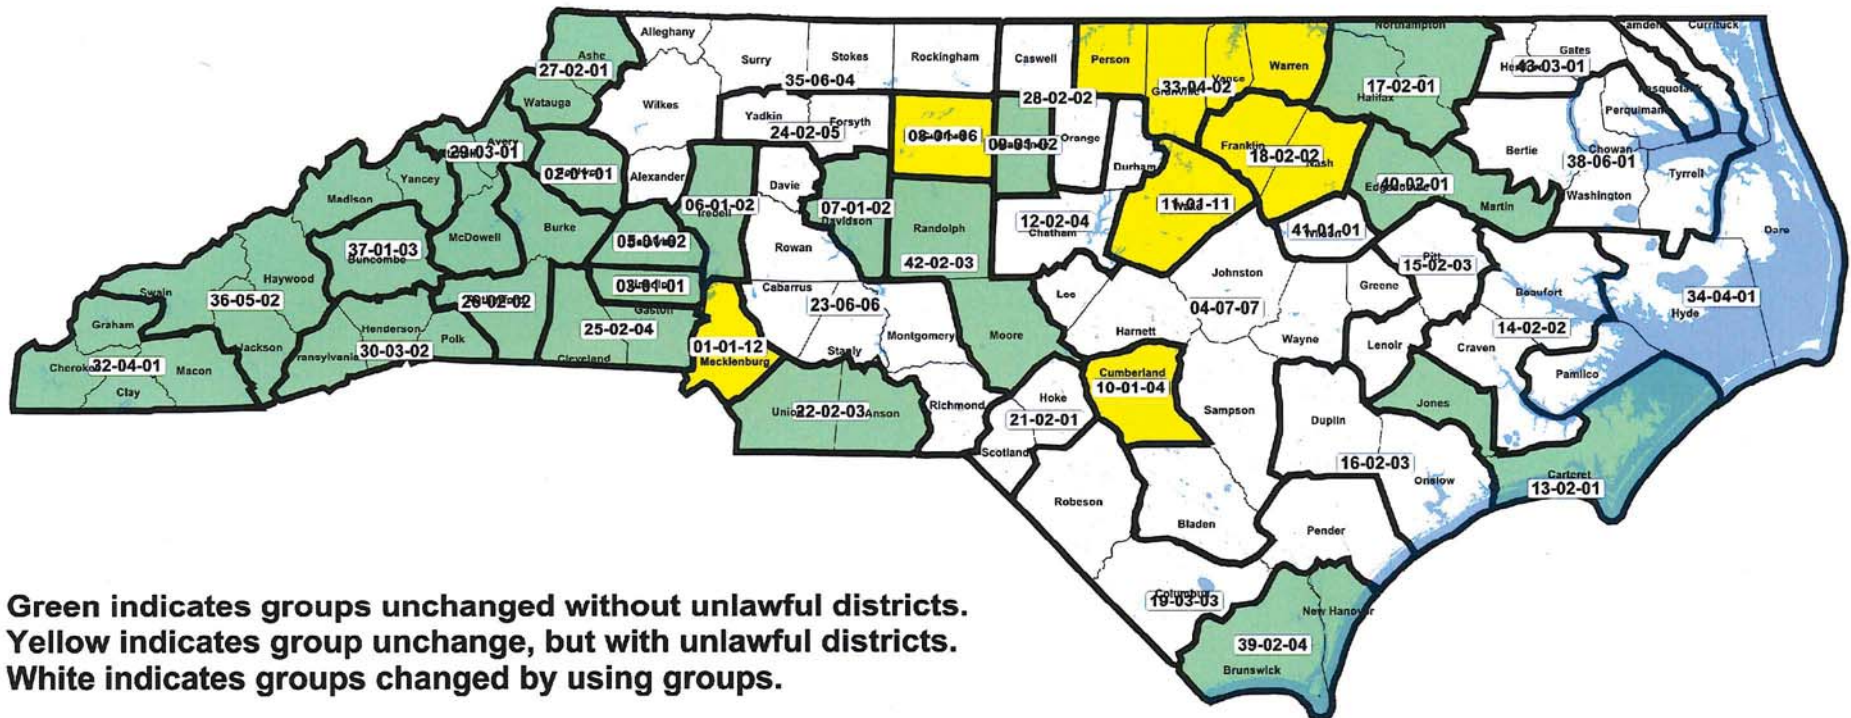 Alleghany
Northampton
Camden
Currituck
Ashe
27-02-01
Surry
Stokes
Rockingham
Caswell
Person
Vance
Warren
Gates
43-03-01
35-06-04
33-04-02
17-02-01
Halifax
Watauga
Wilkes
28-02-02
Perquimans
Yadkin
Forsyth
24-02-05
08-01-06
09-01-02
Orange
Franklin
18-02-02
Nash
Bertie
Chowan
38-06-01
Avery
29-03-01
02-01-01
Alexander
Durham
Yancey
Davie
Tyrrell
Madison
06-01-02
Iredell
07-01-02
Davidson
Randolph
11-01-11
40-02-01
Martin
Washington
McDowell
Burke
05-01-02
Rowan
12-02-04
Chatham
41-01-01
Dare
37-01-03
Buncombe
42-02-03
Pitt
15-02-03
Haywood
Johnston
Swain
36-05-02
26-02-02
03-01-01
Cabarrus
23-06-06
Lee
04-07-07
Greene
Beaufort
34-04-01
Hyde
Graham
Henderson
Polk
Gaston
25-02-04
Montgomery
Moore
Harnett
Wayne
Lenoir
14-02-02
Craven
Jackson
Transylvania
30-03-02
Cleveland
01-01-12
Mecklenburg
Stanly
Cherokee
32-04-01
Macon
Clay
Cumberland
10-01-04
Pamlico
Union
22-02-03
Anson
Richmond
Hoke
21-02-01
Sampson
Duplin
Jones
Scotland
16-02-03
Onslow
Carteret
13-02-01
Robeson
Bladen
Pender
Columbus
19-03-03
New Hanover
39-02-04
Brunswick
Green indicates groups unchanged without unlawful districts.
Yellow indicates group unchange, but with unlawful districts.
White indicates groups changed by using groups.